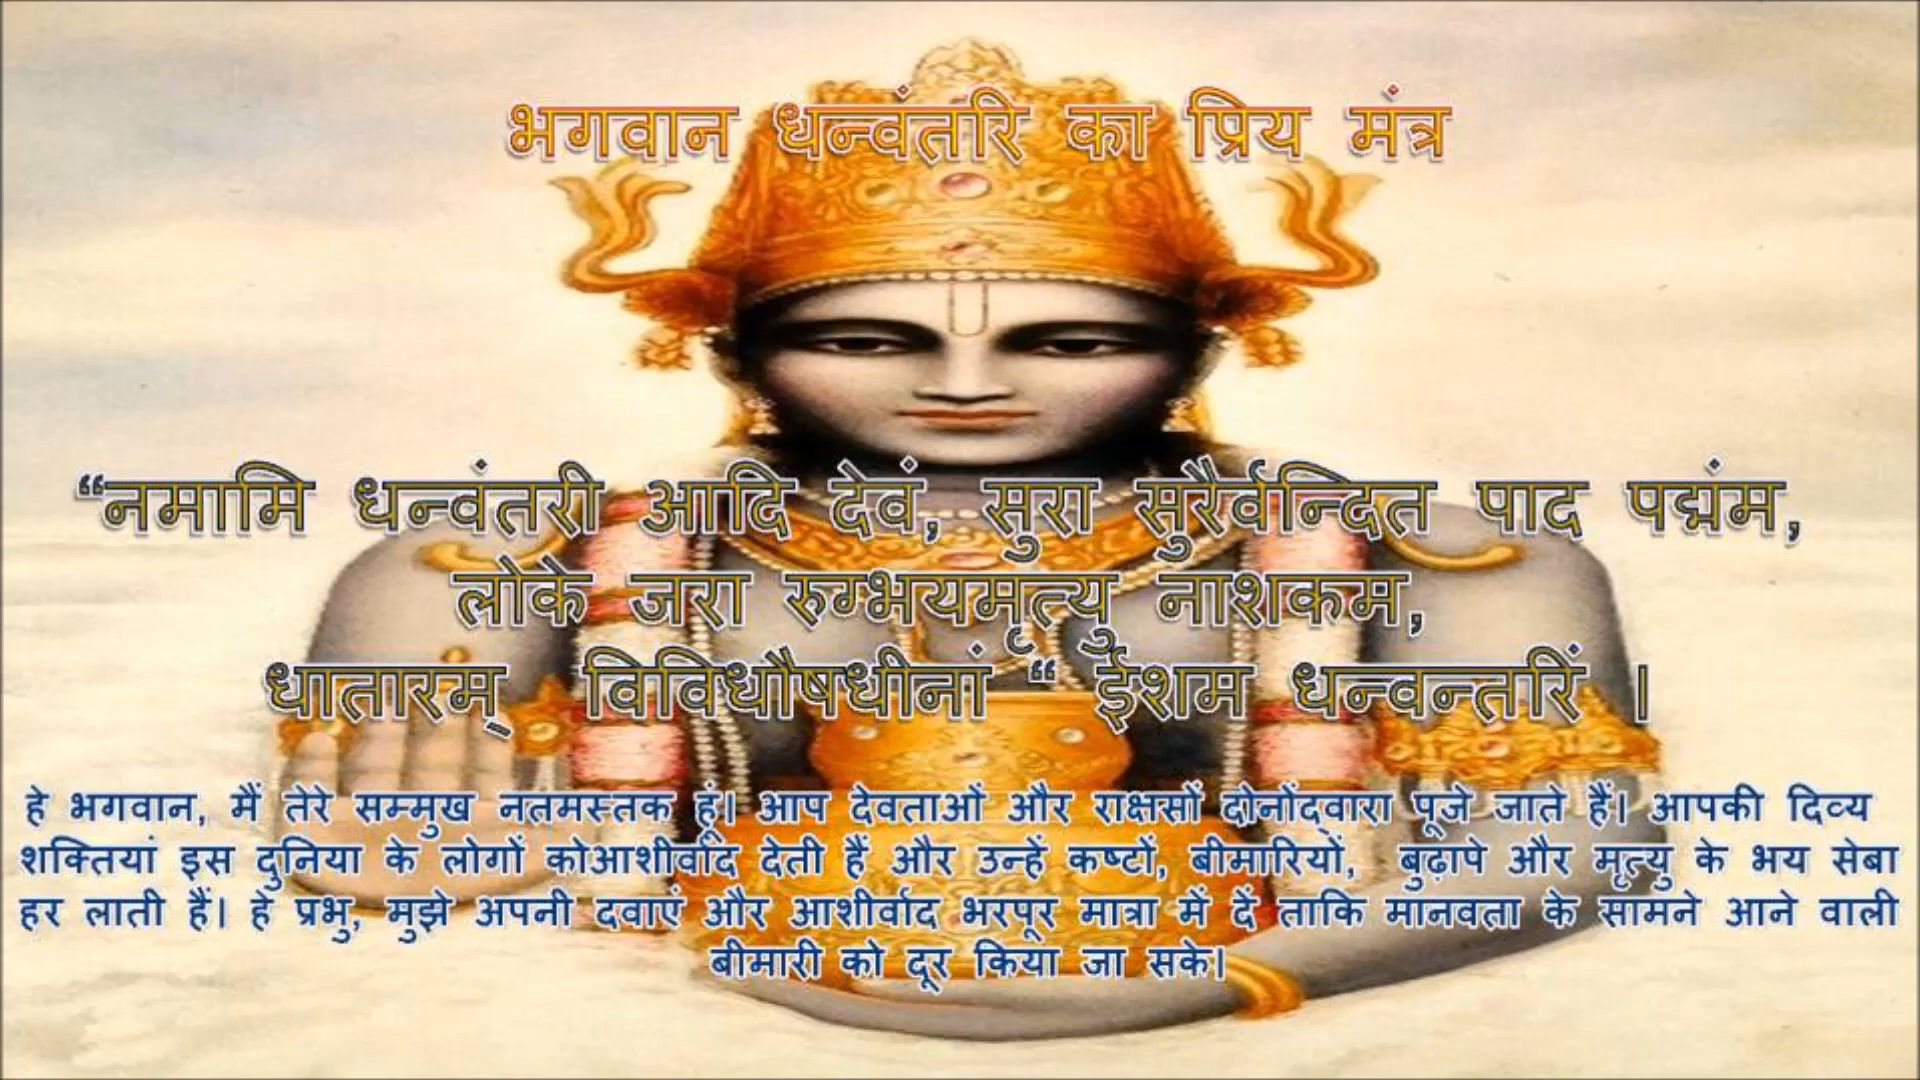 भगवान धन्वंतरि का प्रिय मंत्र
“नमामि धन्वंतरी आदि देवं, सुरा सुरैर्वन्दित पाद पद्मंम,
लोके जरा रुग्भयमृत्यु नाशकम,
धातारम् विविधौषधीनां “ ईशम धन्वन्तरिं ।
हे भगवान, मैं तेरे सम्मुख नतमस्तक हूं। आप देवताओं और राक्षसों दोनोंद्वारा पूजे जाते हैं। आपकी दिव्य
शक्तियां इस दुनिया के लोगों कोआशीर्वाद देती हैं और उन्हें कष्टों, बीमारियों, बुढ़ापे और मृत्यु के भय सेबा
हर लाती हैं। हे प्रभु, मुझे अपनी दवाएं और आशीर्वाद भरपूर मात्रा में दें ताकि मानवता के सामने आने वाली
बीमारी को दूर किया जा सके।